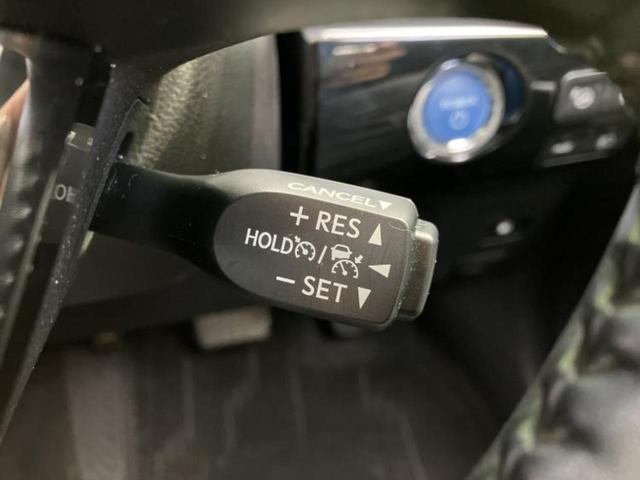 CANCEL▼
+ RES ▲
HOLD / ◀
− SET ▼